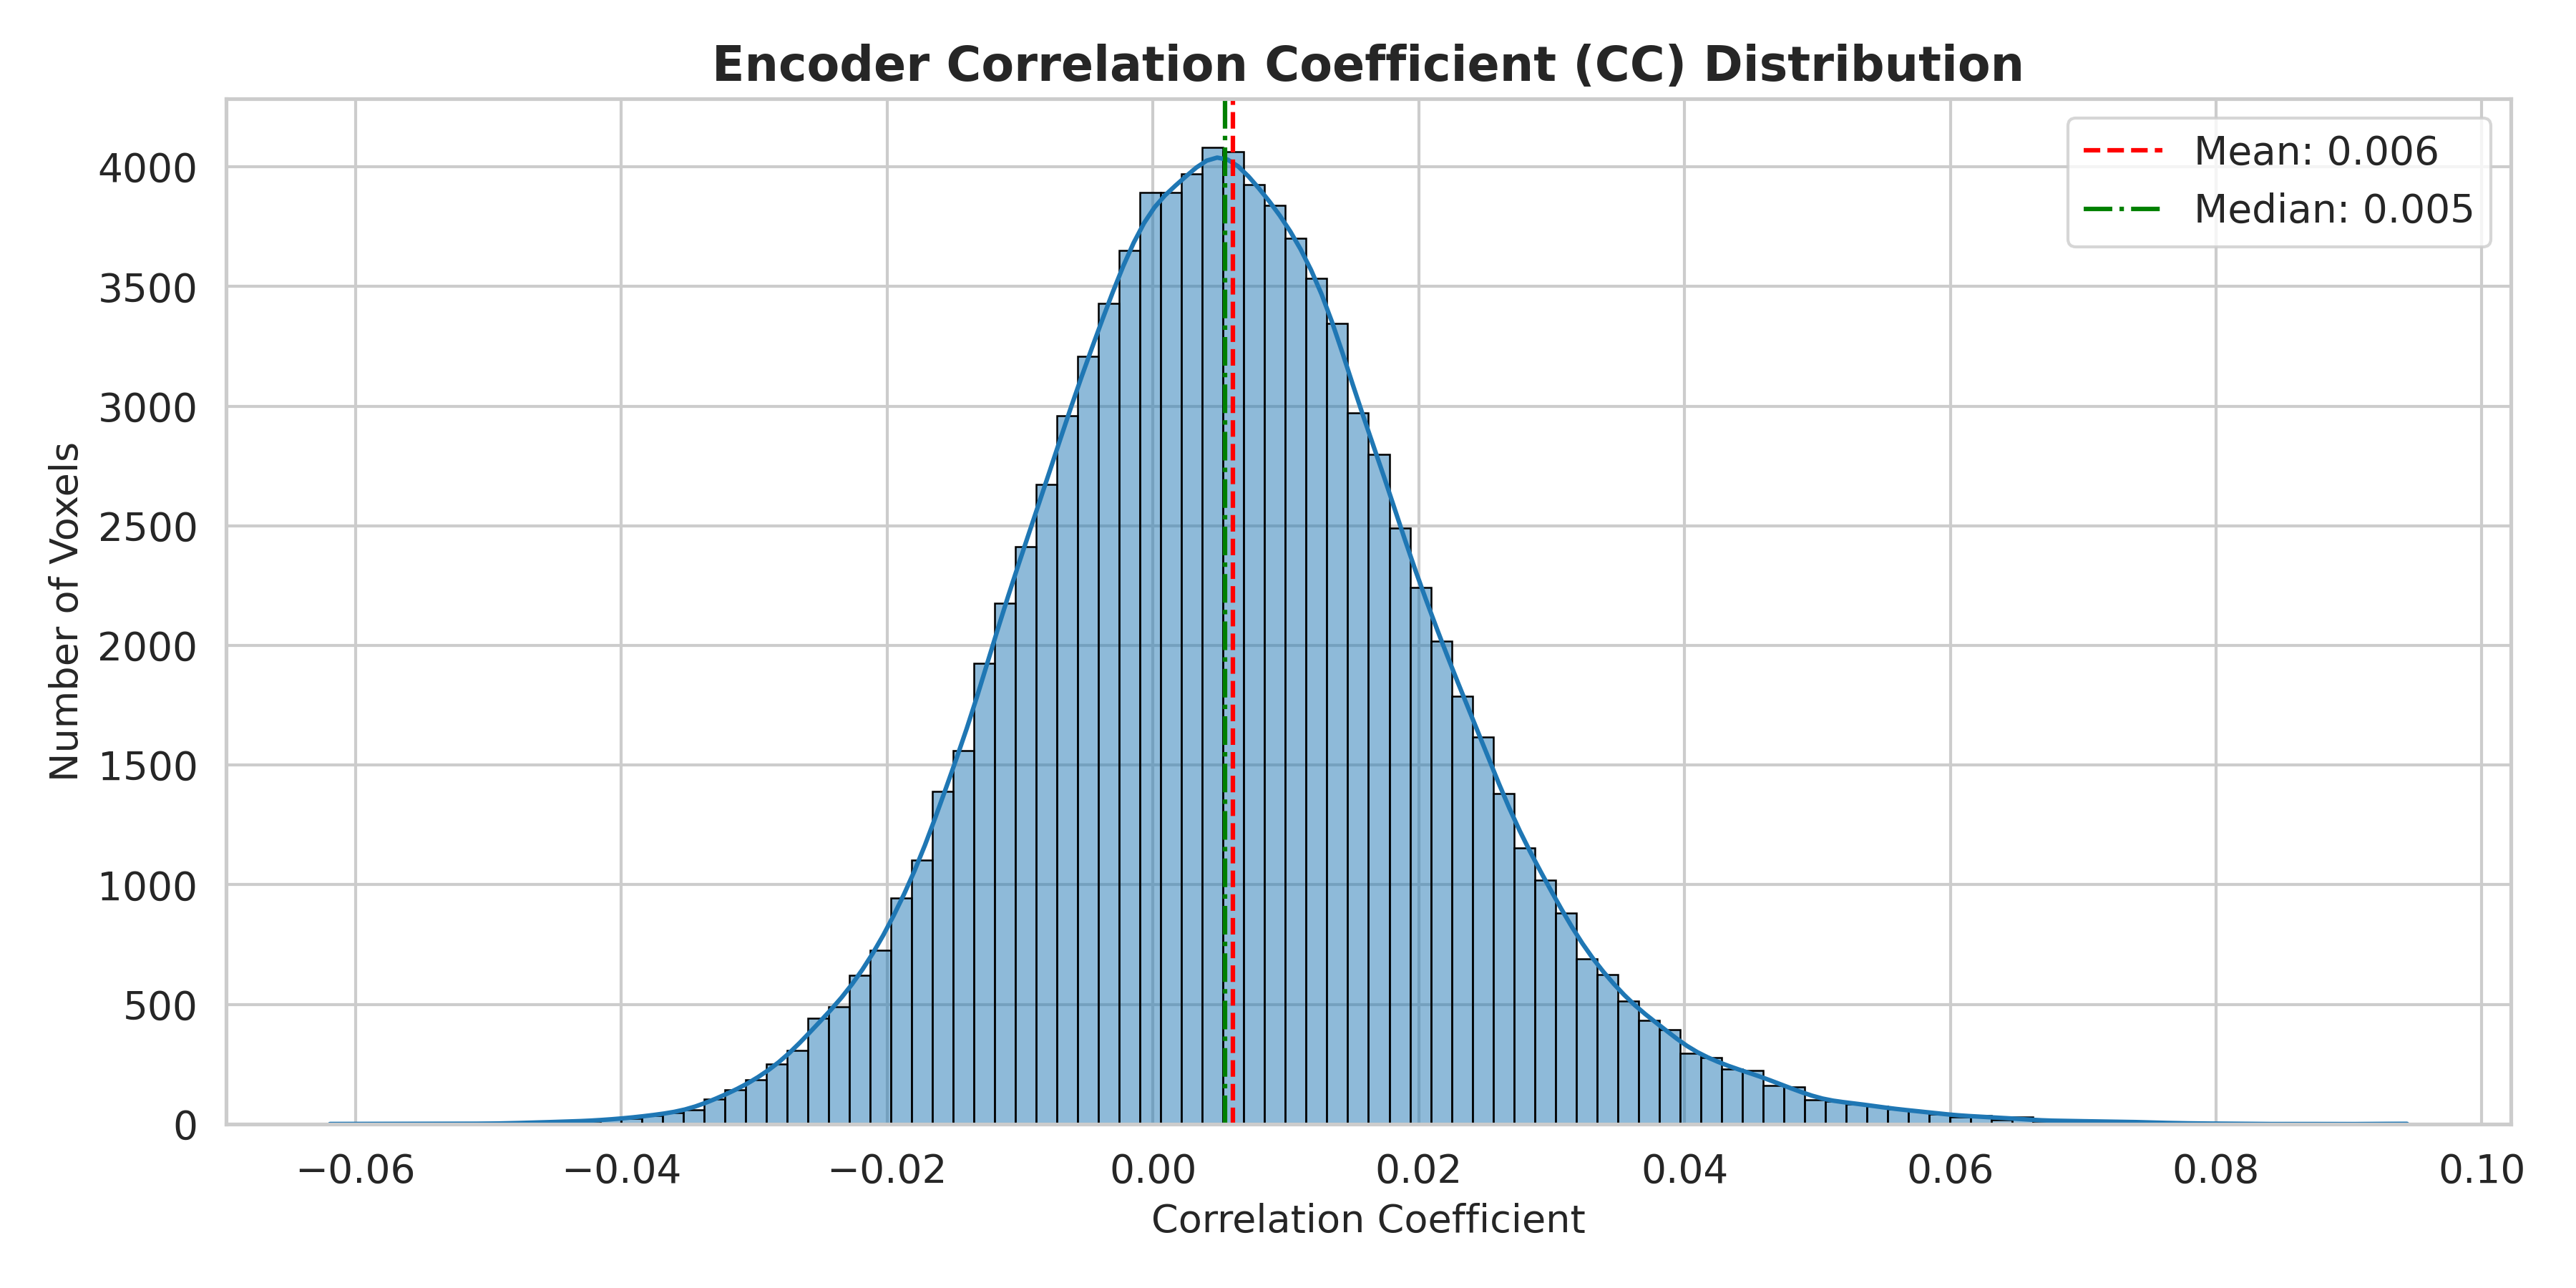 Encoder Correlation Coefficient (CC) Distribution
Mean: 0.006
Median: 0.005
Number of Voxels
4000
3500
3000
2500
2000
1500
1000
500
0
−0.06 −0.04 −0.02 0.00 0.02 0.04 0.06 0.08 0.10
Correlation Coefficient